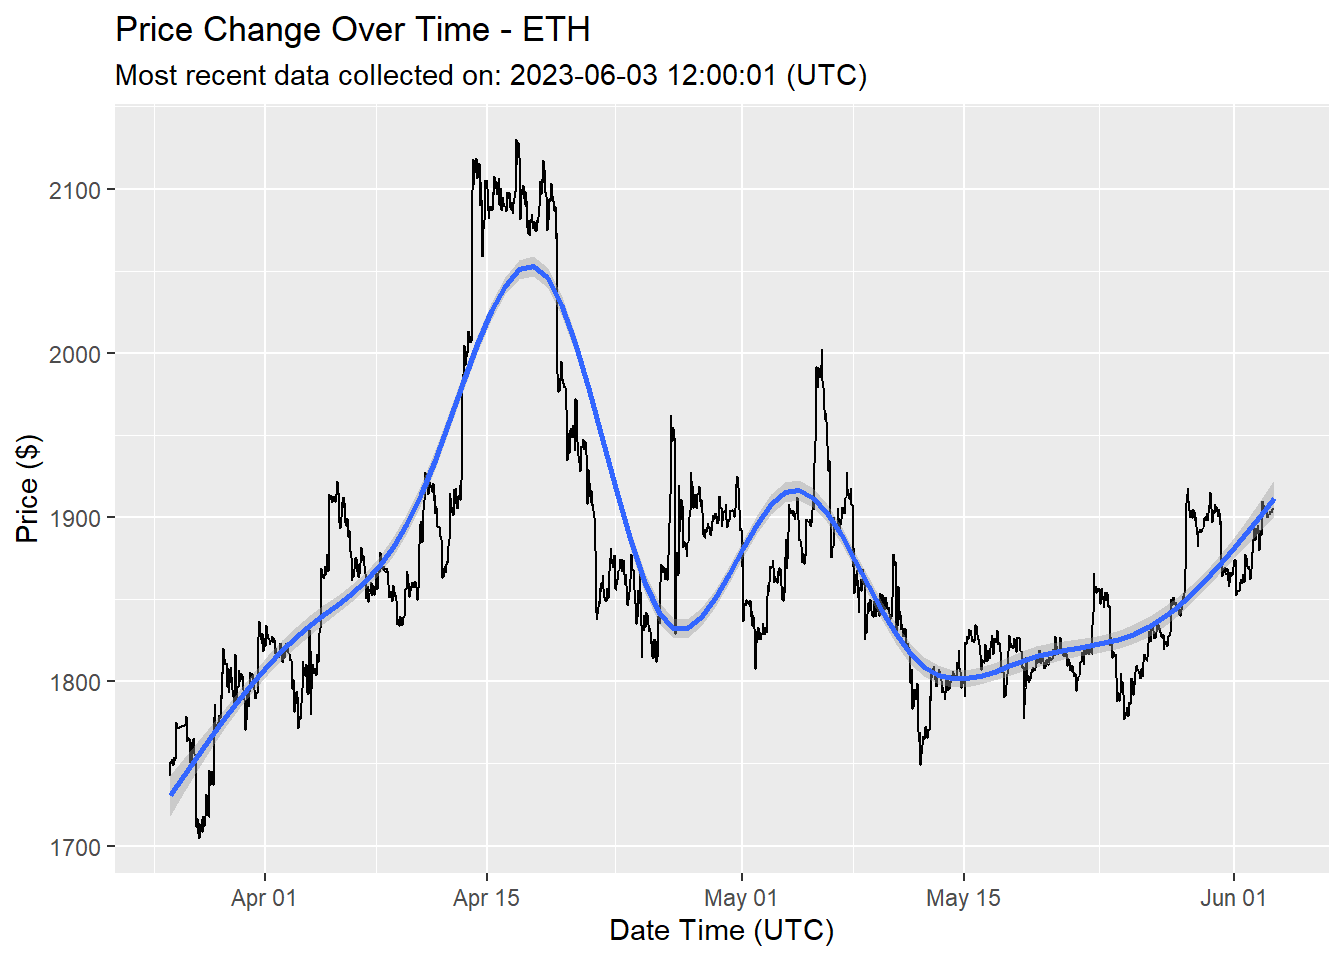 Price Change Over Time - ETH
Most recent data collected on: 2023-06-03 12:00:01 (UTC)
Price ($)
2100
2000
1900
1800
1700
Apr 01
Apr 15
May 01
May 15
Jun 01
Date Time (UTC)